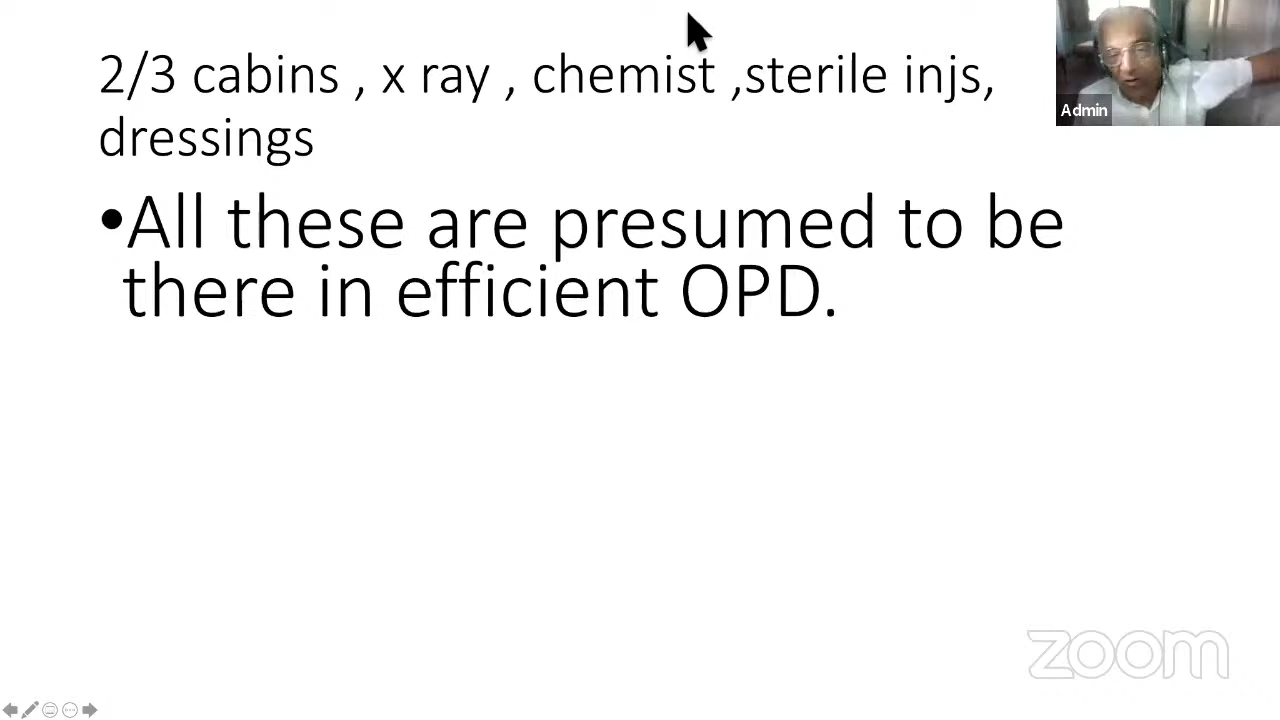 2/3 cabins , x ray , chemist ,sterile injs,
dressings
•All these are presumed to be
there in efficient OPD.
Admin
zoom